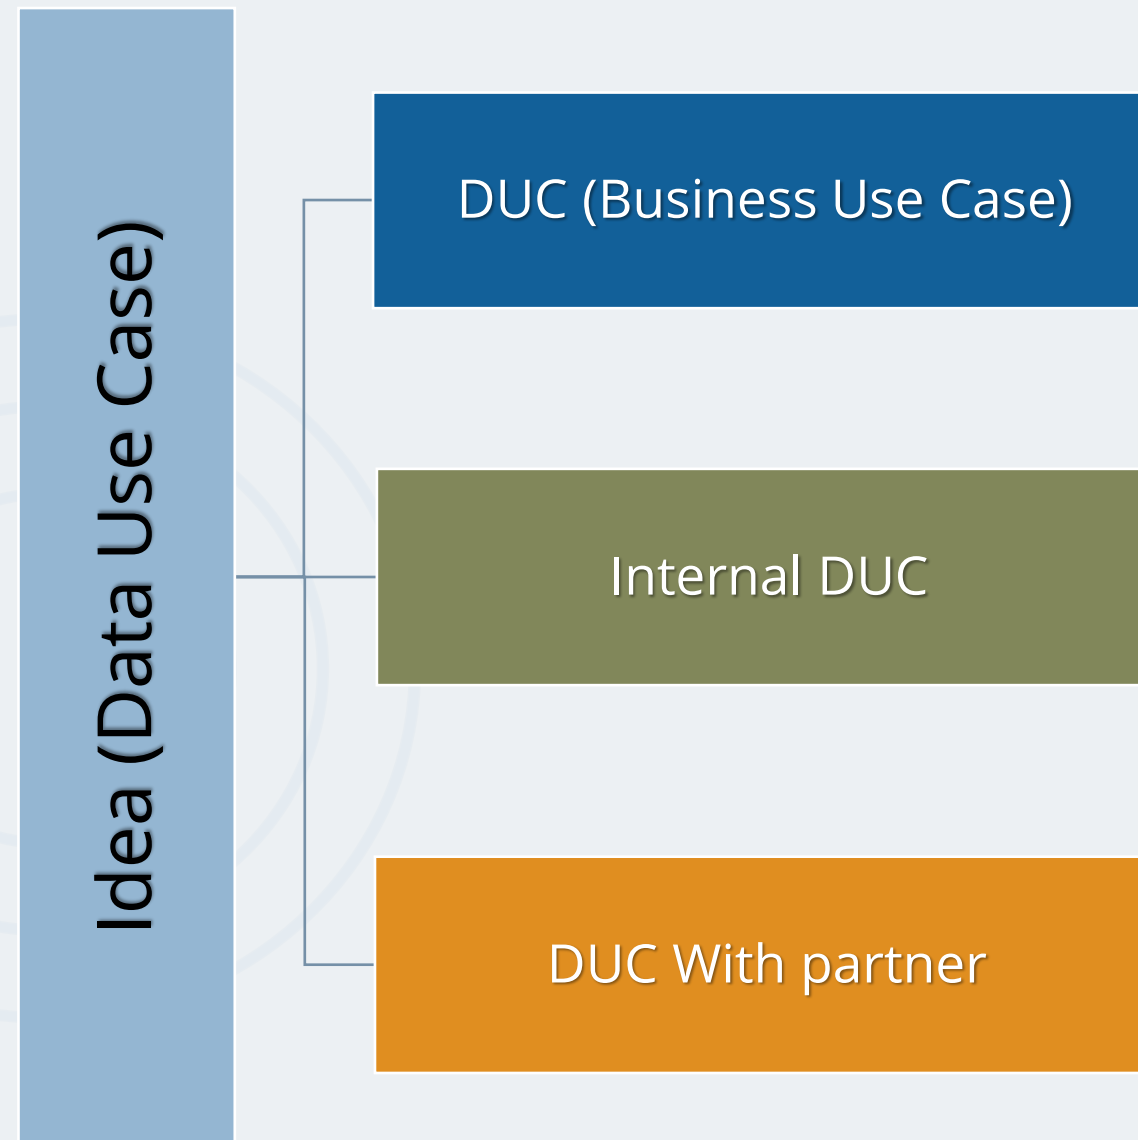 Idea (Data Use Case)
DUC (Business Use Case)
Internal DUC
DUC With partner